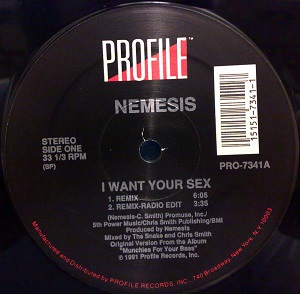 PROFILE™
NEMESIS
STEREO
SIDE ONE
33 1/3 RPM
(SP)
15151-7341-1
PRO-7341A
I WANT YOUR SEX
1. REMIX 6:05
2. REMIX-RADIO EDIT 3:35
(Nemesis-C. Smith) Promuse, Inc./
5th Power Music/Chris Smith Publishing/BMI
Produced by Nemesis
Mixed by The Snake and Chris Smith
Original Version From the Album
"Munchies For Your Bass"
℗ 1991 Profile Records, Inc.
Manufactured and Distributed by PROFILE RECORDS, INC. 740 Broadway, New York, N.Y. 10003